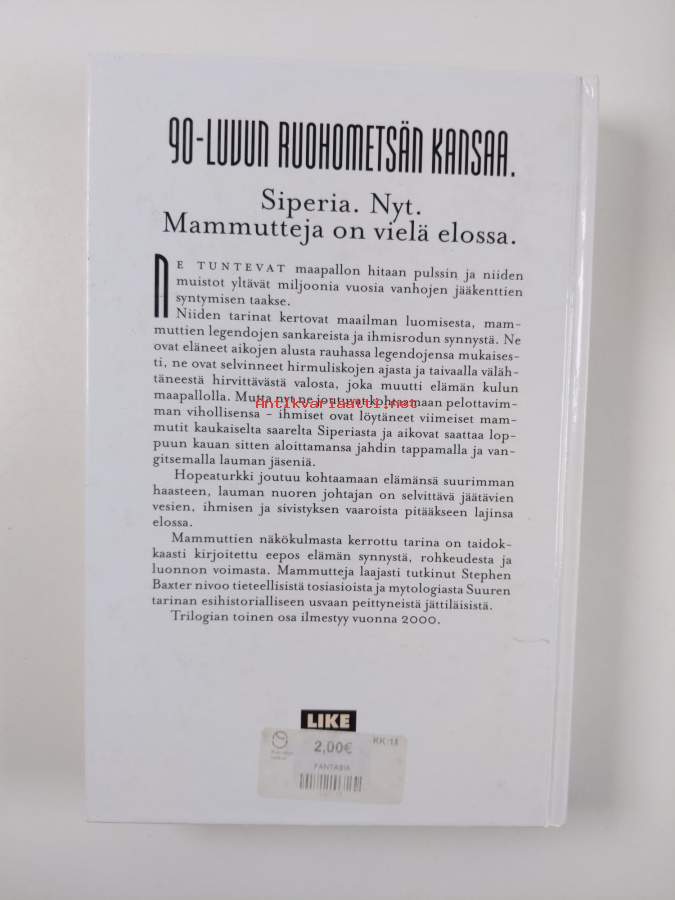 90-LUVUN RUOHOMETSÄN KANSAA.
Siperia. Nyt.
Mammutteja on vielä elossa.
NE TUNTEVAT maapallon hitaan pulssin ja niiden
muistot yltävät miljoonia vuosia vanhojen jääkenttien
syntymisen taakse.
Niiden tarinat kertovat maailman luomisesta, mam-
muttien legendojen sankareista ja ihmisrodun synnystä. Ne
ovat eläneet aikojen alusta rauhassa legendojensa mukaises-
ti, ne ovat selvinneet hirmuliskojen ajasta ja taivaalla väläh-
täneestä hirvittävästä valosta, joka muutti elämän kulun
maapallolla. Mutta nyt ne joutuvat kohtaamaan pelottavim-
Antikvariaatti.net
man vihollisensa – ihmiset ovat löytäneet viimeiset mam-
mutit kaukaiselta saarelta Siperiasta ja aikovat saattaa lop-
puun kauan sitten aloittamansa jahdin tappamalla ja van-
gitsemalla lauman jäseniä.
Hopeaturkki joutuu kohtaamaan elämänsä suurimman
haasteen, lauman nuoren johtajan on selvittävä jäätävien
vesien, ihmisen ja sivistyksen vaaroista pitääkseen lajinsa
elossa.
Mammuttien näkökulmasta kerrottu tarina on taidok-
kaasti kirjoitettu eepos elämän synnystä, rohkeudesta ja
luonnon voimasta. Mammutteja laajasti tutkinut Stephen
Baxter nivoo tieteellisistä tosiasioista ja mytologiasta Suuren
tarinan esihistorialliseen usvaan peittyneistä jättiläisistä.
Trilogian toinen osa ilmestyy vuonna 2000.
LIKE
2,00€
FANTASIA